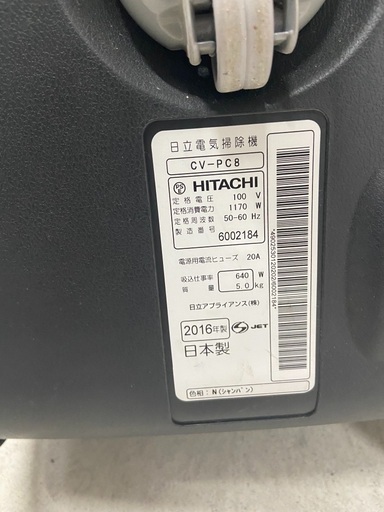 日立電気掃除機
CV-PC8
HITACHI
定格電圧 100 V
定格消費電力 1170 W
定格周波数 50-60 Hz
製造番号 6002184
電源用電流ヒューズ 20A
吸込仕事率 640 W
質量 5.0 kg
日立アプライアンス(株)
2016年製 JET
日本製
色相:N(シャンパン)
*4902530120202/6002184*